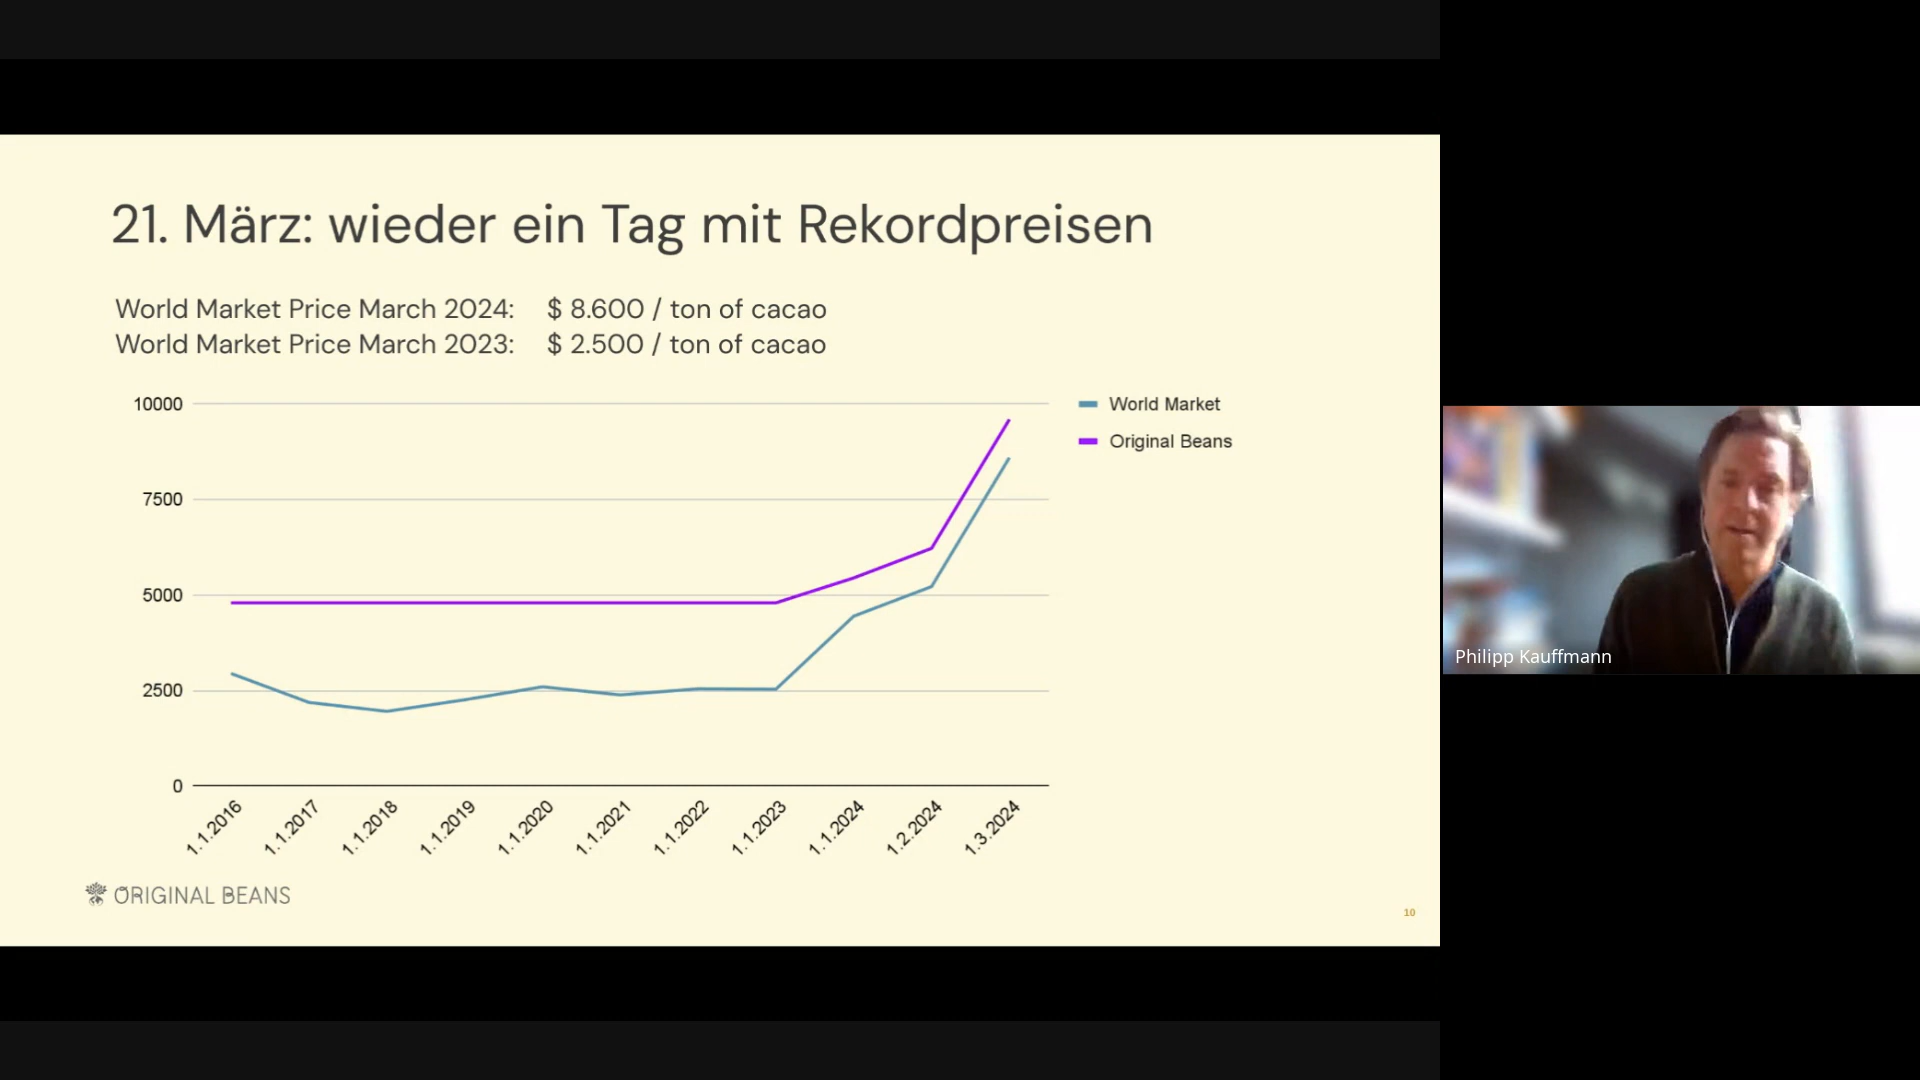 21. März: wieder ein Tag mit Rekordpreisen
World Market Price March 2024: $ 8.600 / ton of cacao
World Market Price March 2023: $ 2.500 / ton of cacao
10000
7500
5000
2500
0
1.1.2016
1.1.2017
1.1.2018
1.1.2019
1.1.2020
1.1.2021
1.1.2022
1.1.2023
1.1.2024
1.2.2024
1.3.2024
World Market
Original Beans
ORIGINAL BEANS
10
Philipp Kauffmann